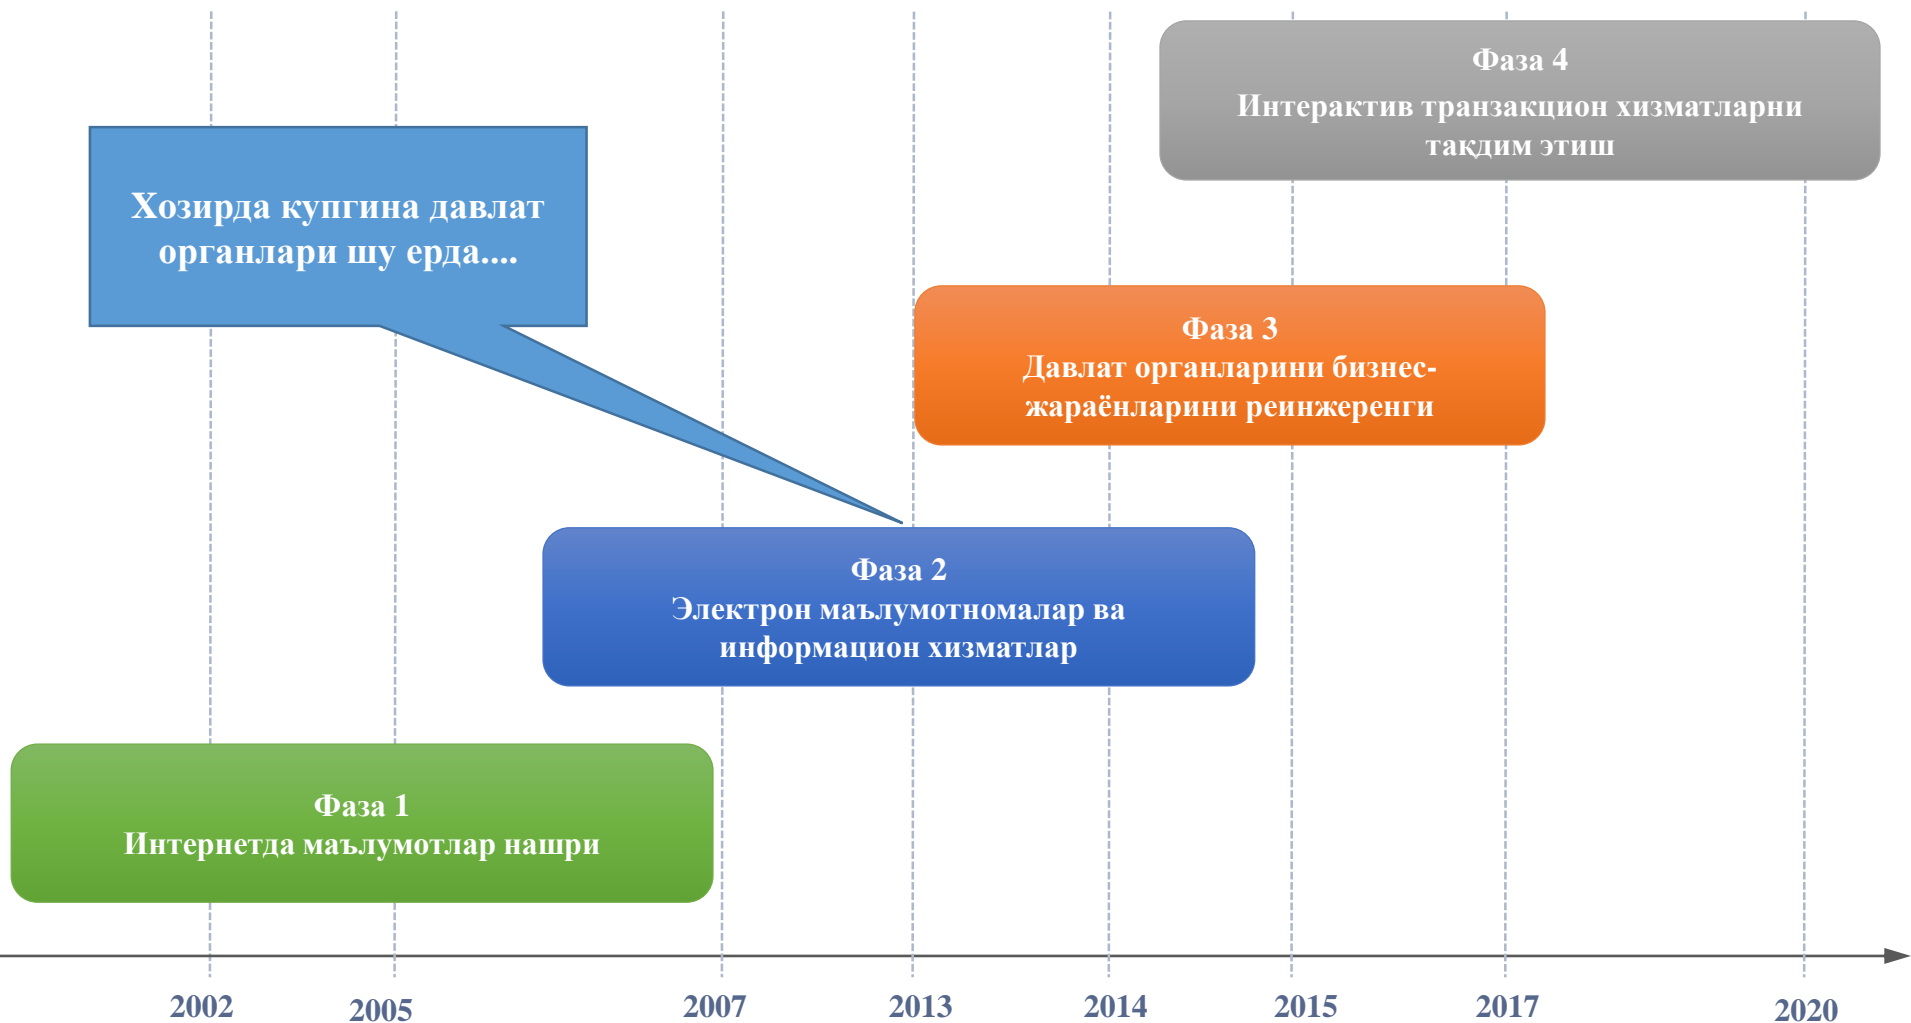 Фаза 4
Интерактив транзакцион хизматларни
тақдим этиш
Хозирда купгина давлат
органлари шу ерда....
Фаза 3
Давлат органларини бизнес-
жараёнларини реинжеренги
Фаза 2
Электрон маълумотномалар ва
информацион хизматлар
Фаза 1
Интернетда маълумотлар нашри
2002 2005 2007 2013 2014 2015 2017 2020